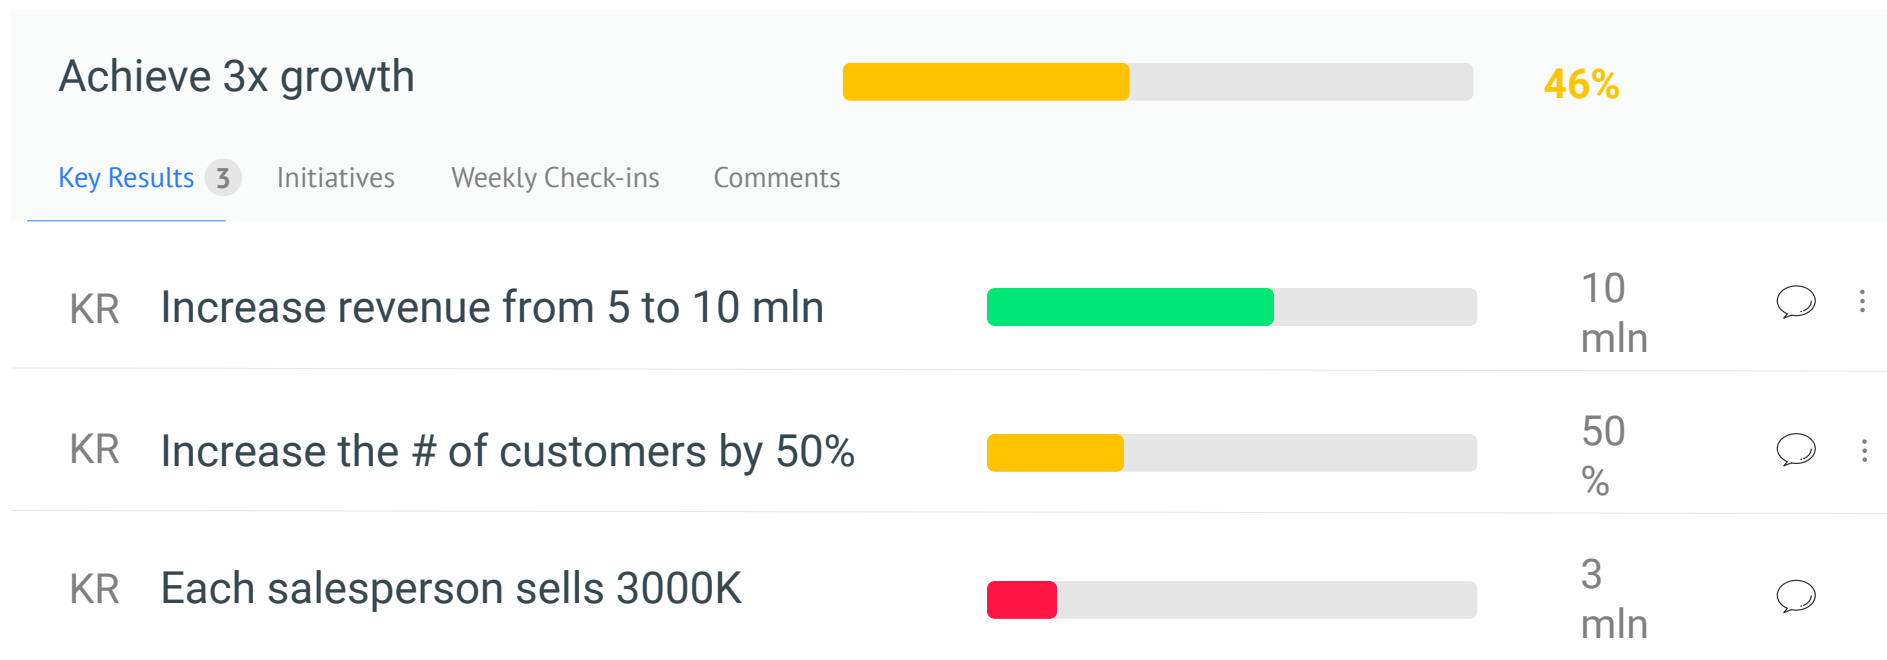 Achieve 3x growth
46%
Key Results 3 Initiatives Weekly Check-ins Comments
KR Increase revenue from 5 to 10 mln
10
mln
KR Increase the # of customers by 50%
50
%
KR Each salesperson sells 3000K
3
mln